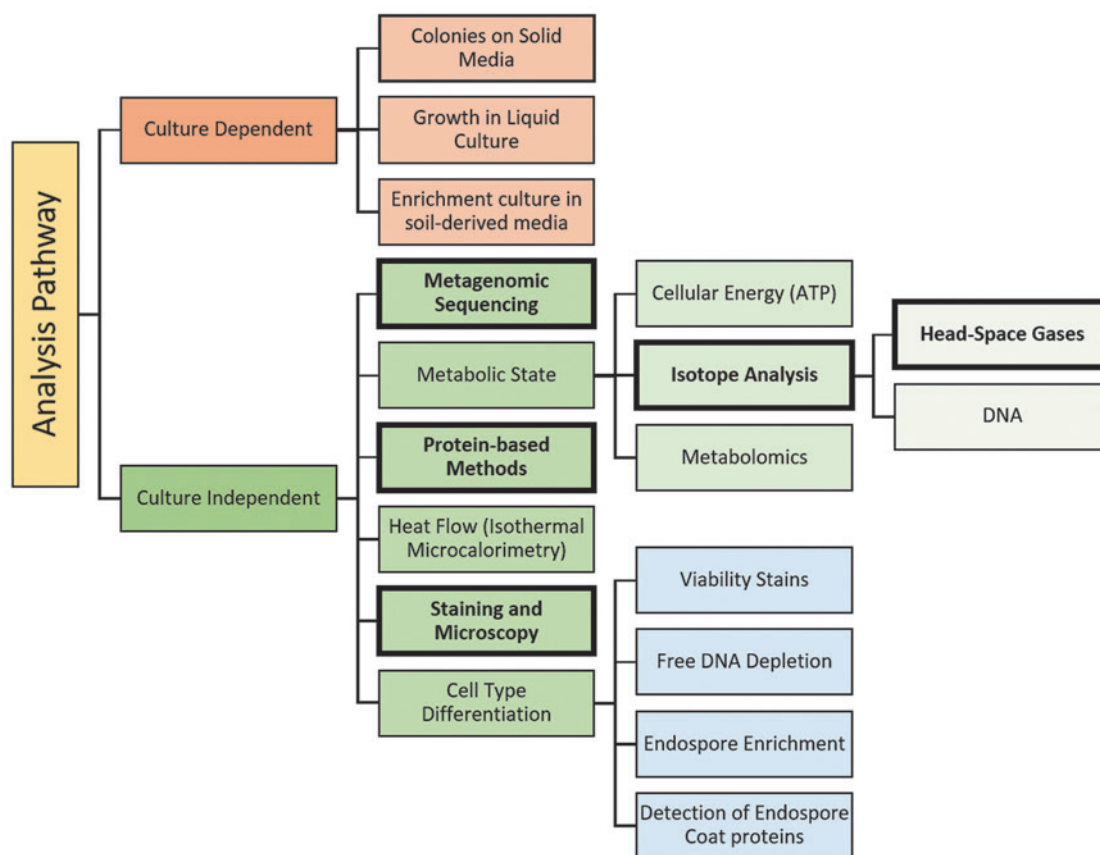 Analysis Pathway
Culture Dependent
Colonies on Solid
Media
Growth in Liquid
Culture
Enrichment culture in
soil-derived media
Culture Independent
Metagenomic
Sequencing
Metabolic State
Cellular Energy (ATP)
Isotope Analysis
Head-Space Gases
DNA
Metabolomics
Protein-based
Methods
Heat Flow (Isothermal
Microcalorimetry)
Staining and
Microscopy
Cell Type
Differentiation
Viability Stains
Free DNA Depletion
Endospore Enrichment
Detection of Endospore
Coat proteins